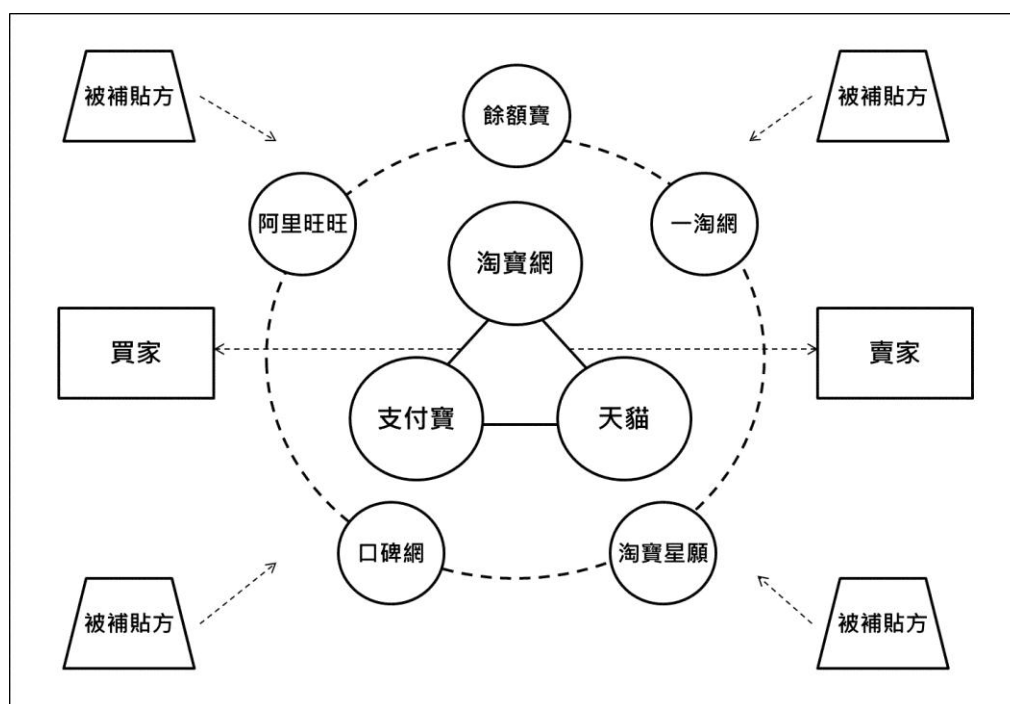 被補貼方
被補貼方
餘額寶
阿里旺旺
一淘網
淘寶網
買家
賣家
支付寶
天貓
口碑網
淘寶星願
被補貼方
被補貼方